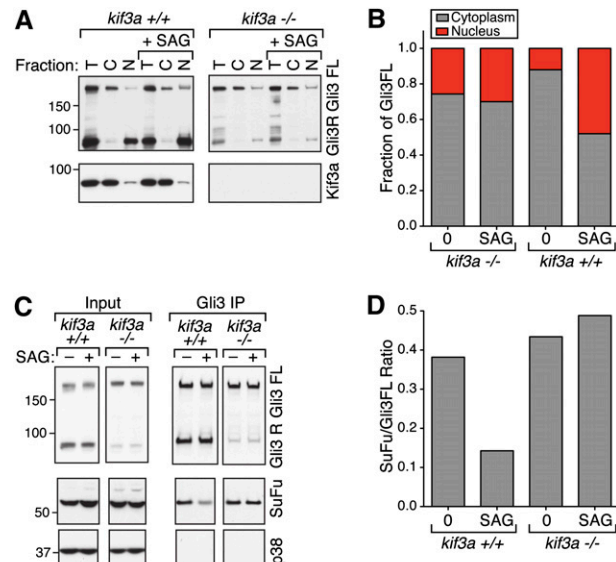 A
kif3a +/+
kif3a -/-
+ SAG
+ SAG
Fraction: T C N T C N
T C N T C N
150
100
Gli3R Gli3 FL
100
Kif3a
B
Cytoplasm
Nucleus
Fraction of Gli3FL
1.0
0.8
0.6
0.4
0.2
0.0
0 SAG 0 SAG
kif3a -/- kif3a +/+
C
Input
Gli3 IP
kif3a +/+
kif3a -/-
kif3a +/+
kif3a -/-
SAG: – + – + – + – +
150
100
Gli3 R Gli3 FL
50
SuFu
37
p38
D
SuFu/Gli3FL Ratio
0.5
0.4
0.3
0.2
0.1
0.0
0 SAG 0 SAG
kif3a +/+ kif3a -/-